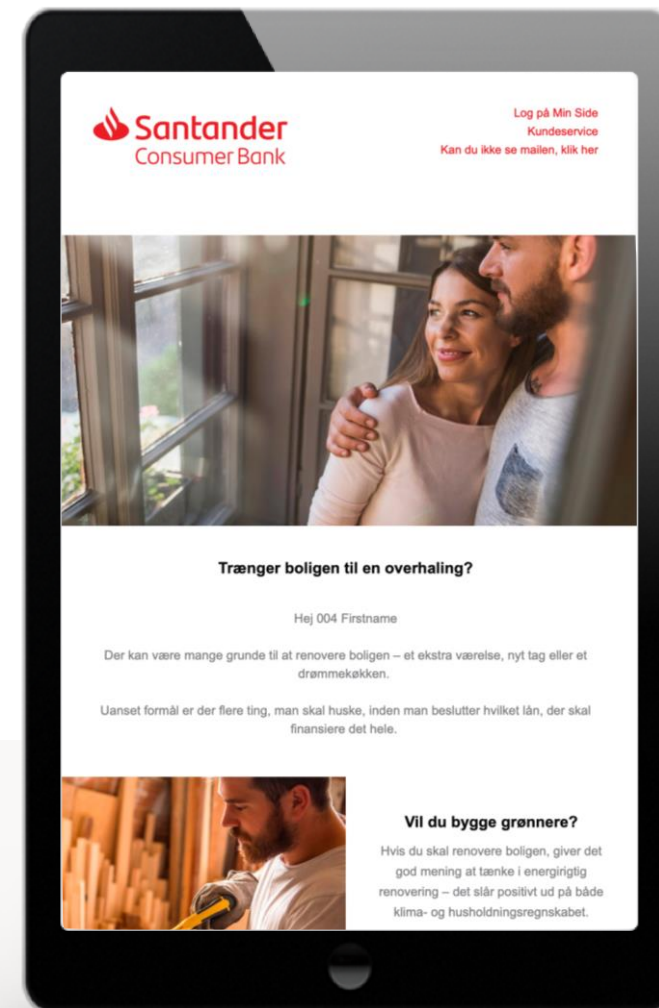 Santander
Consumer Bank
Log på Min Side
Kundeservice
Kan du ikke se mailen, klik her
Trænger boligen til en overhaling?
Hej 004 Firstname
Der kan være mange grunde til at renovere boligen – et ekstra værelse, nyt tag eller et
drømmekøkken.
Uanset formål er der flere ting, man skal huske, inden man beslutter hvilket lån, der skal
finansiere det hele.
Vil du bygge grønnere?
Hvis du skal renovere boligen, giver det
god mening at tænke i energirigtig
renovering – det slår positivt ud på både
klima- og husholdningsregnskabet.